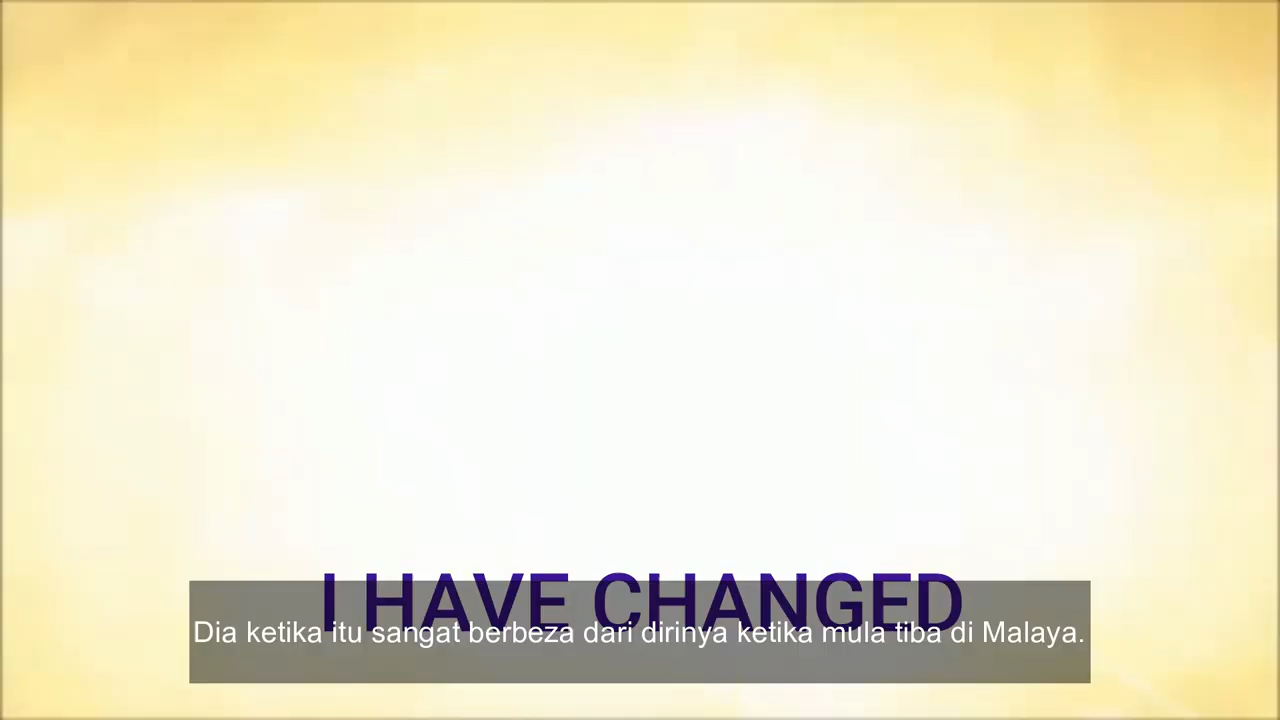 I HAVE CHANGED
Dia ketika itu sangat berbeza dari dirinya ketika mula tiba di Malaya.